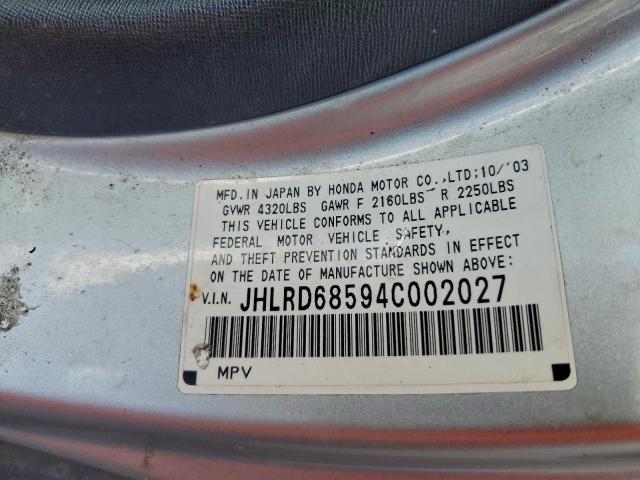 MFD. IN JAPAN BY HONDA MOTOR CO.,LTD;10/'03
GVWR 4320LBS GAWR F 2160LBS R 2250LBS
THIS VEHICLE CONFORMS TO ALL APPLICABLE
FEDERAL MOTOR VEHICLE SAFETY,
AND THEFT PREVENTION STANDARDS IN EFFECT
ON THE DATE OF MANUFACTURE SHOWN ABOVE:
V.I.N. JHLRD68594C002027
MPV